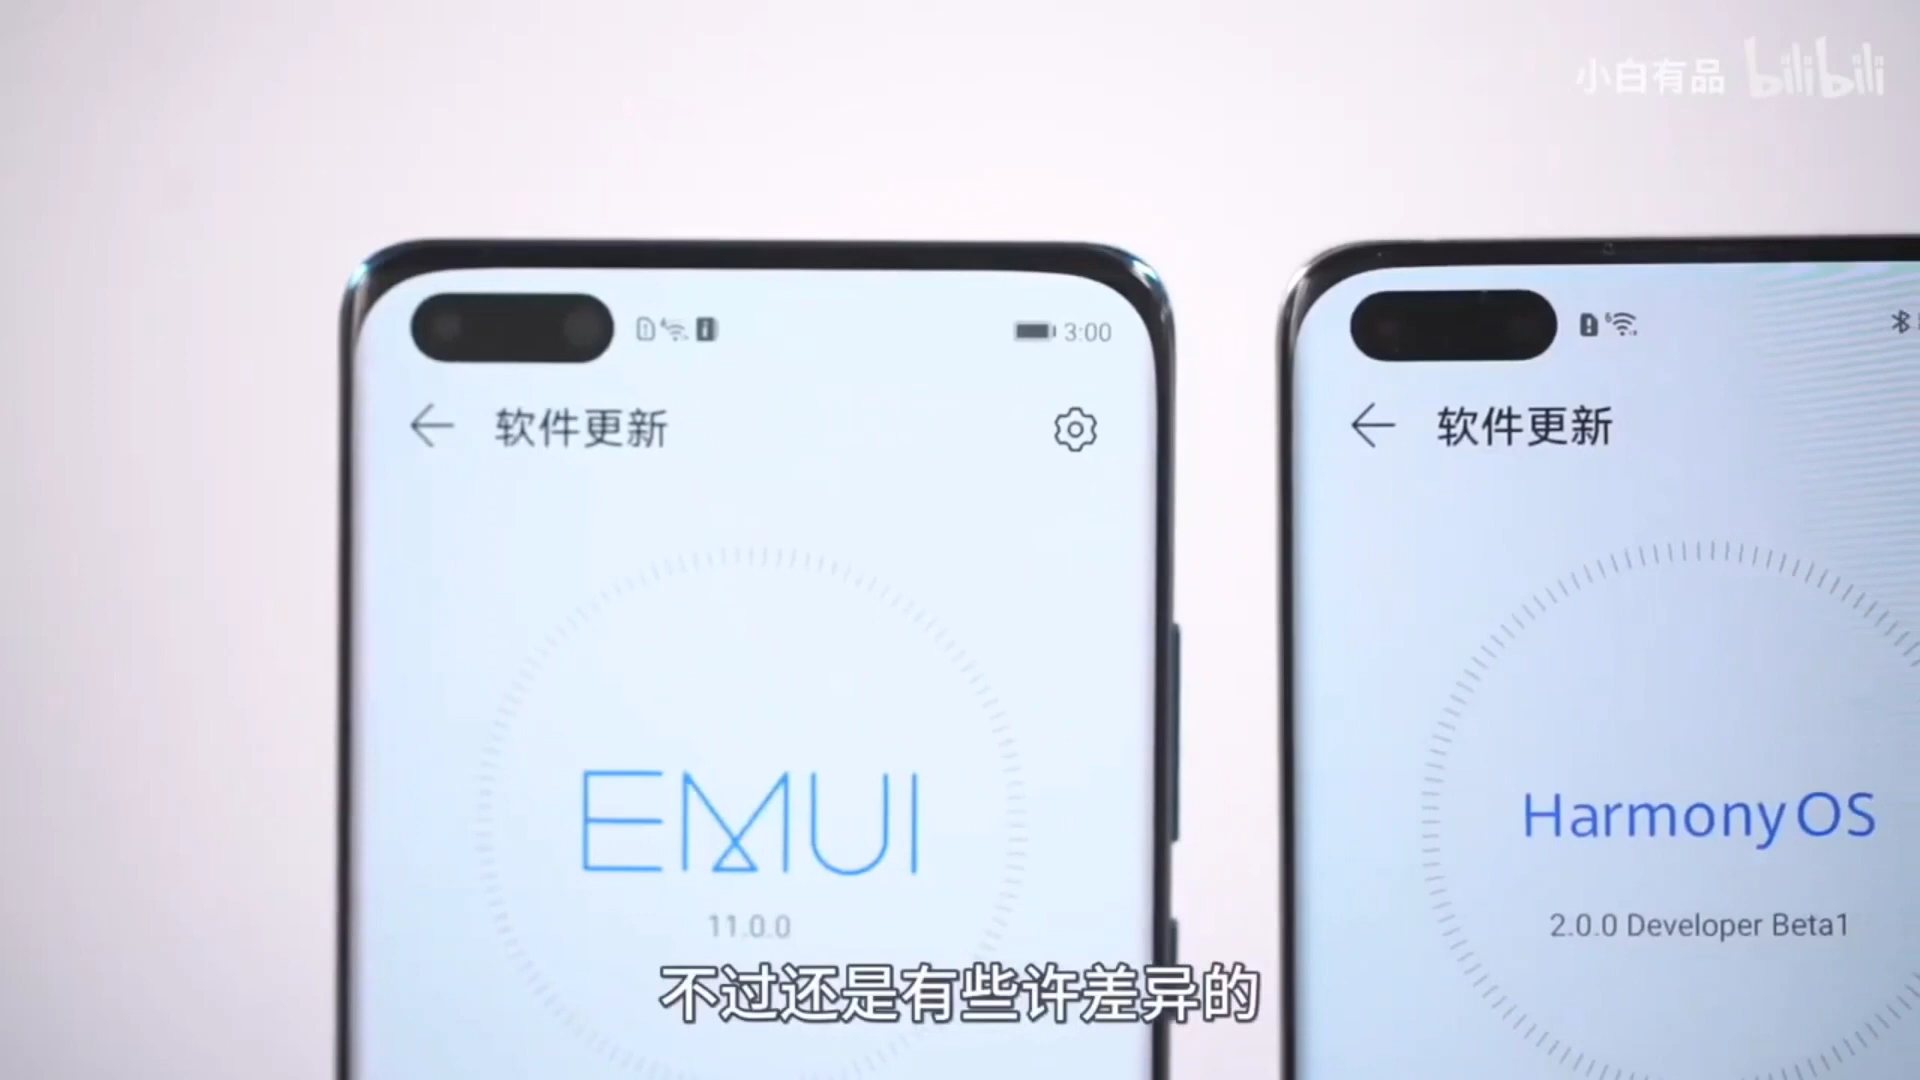 小白有品 bilibili
3:00
软件更新
软件更新
EMUI
11.0.0
HarmonyOS
2.0.0 Developer Beta1
不过还是有些许差异的